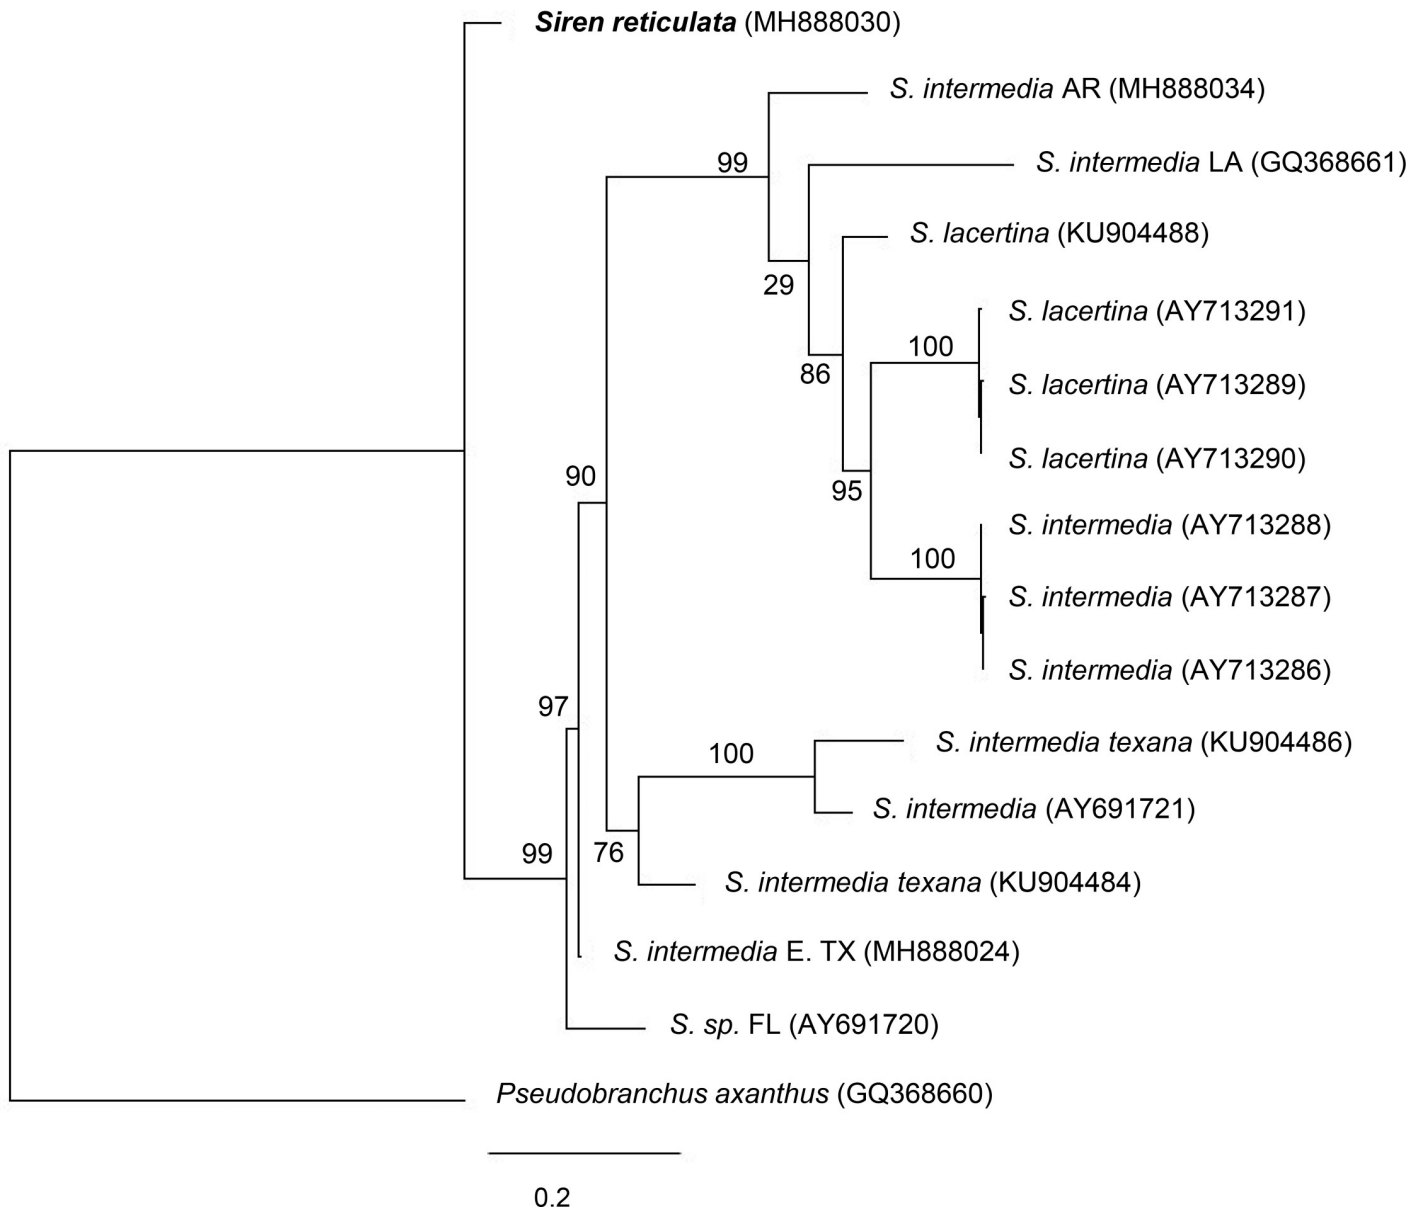 Siren reticulata (MH888030)
S. intermedia AR (MH888034)
99
S. intermedia LA (GQ368661)
S. lacertina (KU904488)
29
S. lacertina (AY713291)
100
86
S. lacertina (AY713289)
S. lacertina (AY713290)
90
95
S. intermedia (AY713288)
100
S. intermedia (AY713287)
S. intermedia (AY713286)
97
S. intermedia texana (KU904486)
100
S. intermedia (AY691721)
99
76
S. intermedia texana (KU904484)
S. intermedia E. TX (MH888024)
S. sp. FL (AY691720)
Pseudobranchus axanthus (GQ368660)
0.2